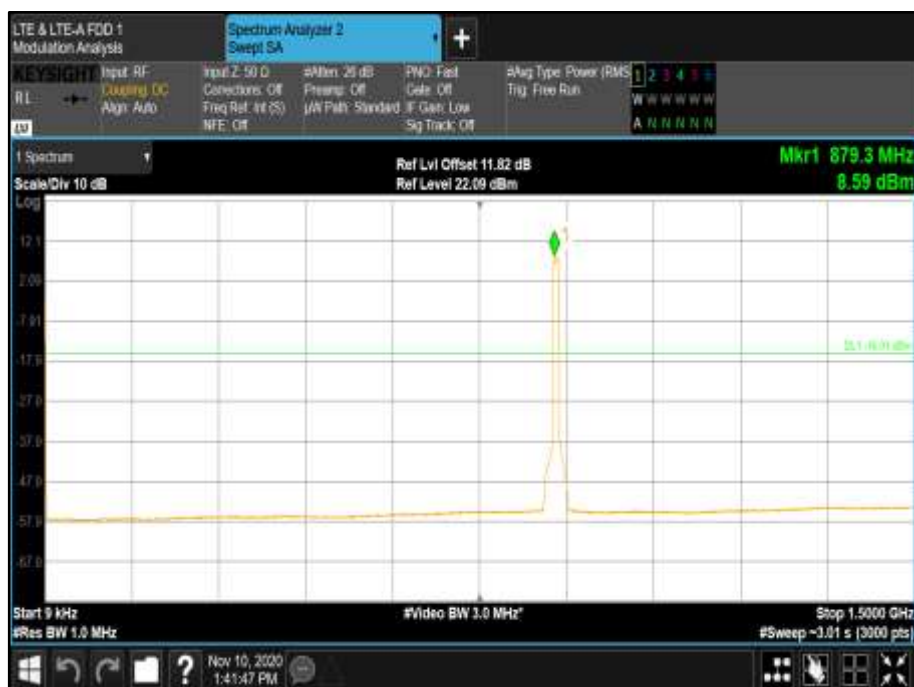 LTE & LTE-A FDD 1
Modulation Analysis
Spectrum Analyzer 2
Swept SA
+
KEYSIGHT
RL
Input: RF
Coupling: DC
Align: Auto
Input Z: 50 Ω
Corrections: Off
Freq Ref: Int (S)
NFE: Off
#Atten: 26 dB
Preamp: Off
µW Path: Standard
PNO: Fast
Gate: Off
IF Gain: Low
Sig Track: Off
#Avg Type: Power (RMS
Trig: Free Run
1 2 3 4 5 6
W W W W W W
A N N N N N
1 Spectrum
Scale/Div 10 dB
Ref Lvl Offset 11.82 dB
Ref Level 22.09 dBm
Mkr1 879.3 MHz
8.59 dBm
Log
1
12.1
2.09
-7.91
-17.9
-27.9
-37.9
-47.9
-57.9
-67.9
Start 9 kHz
#Res BW 1.0 MHz
#Video BW 3.0 MHz*
Stop 1.5000 GHz
#Sweep ~3.01 s (3000 pts)
?
Nov 10, 2020
1:41:47 PM